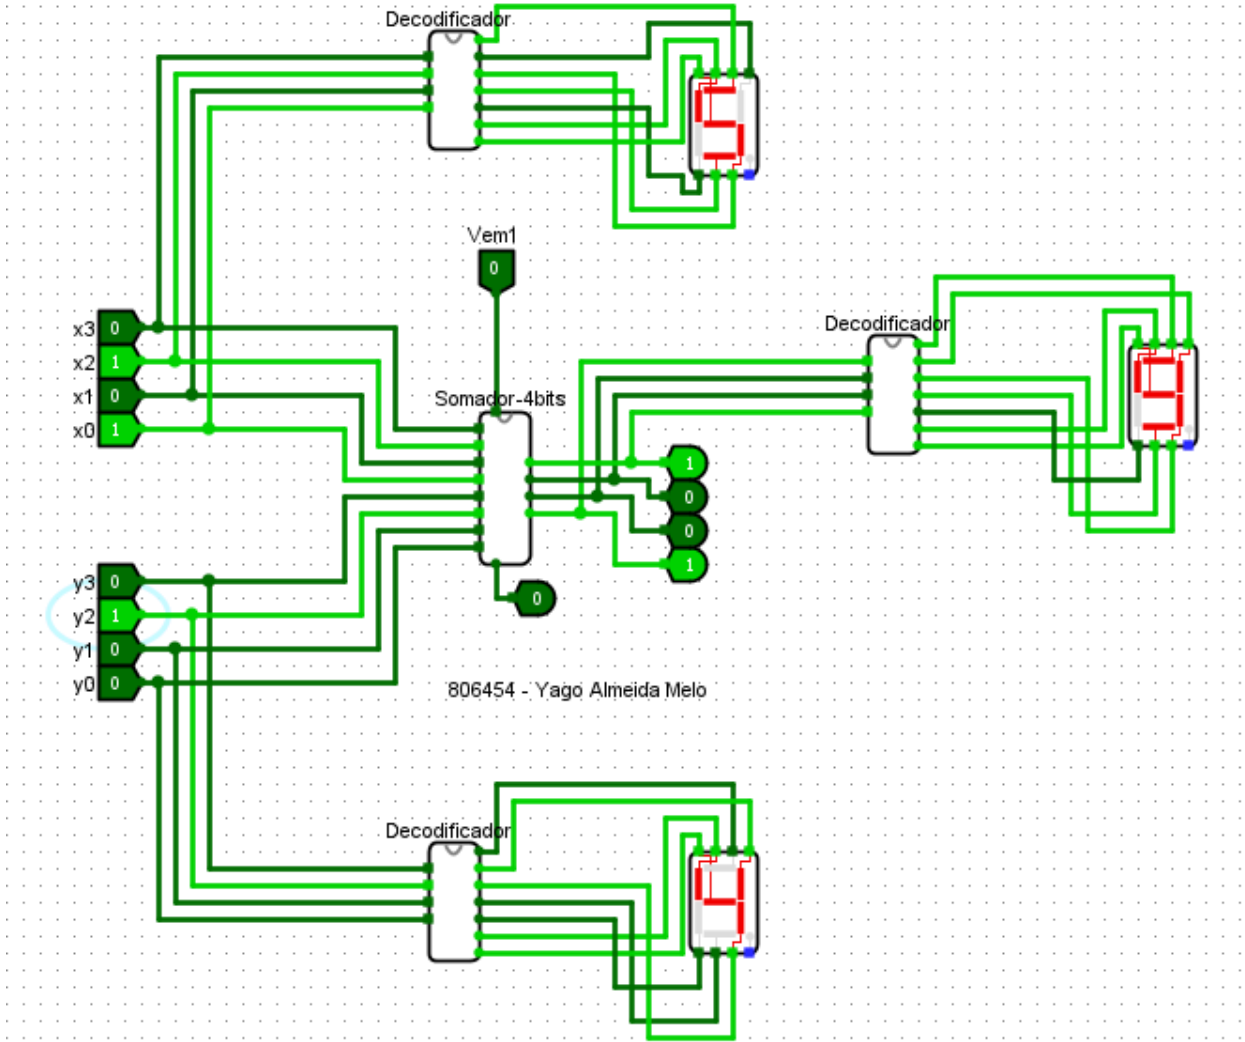 Decodificador
Vem1
0
x3 0
x2 1
x1 0
x0 1
Decodificador
Somador-4bits
1
0
0
1
0
y3 0
y2 1
y1 0
y0 0
806454 - Yago Almeida Melo
Decodificador